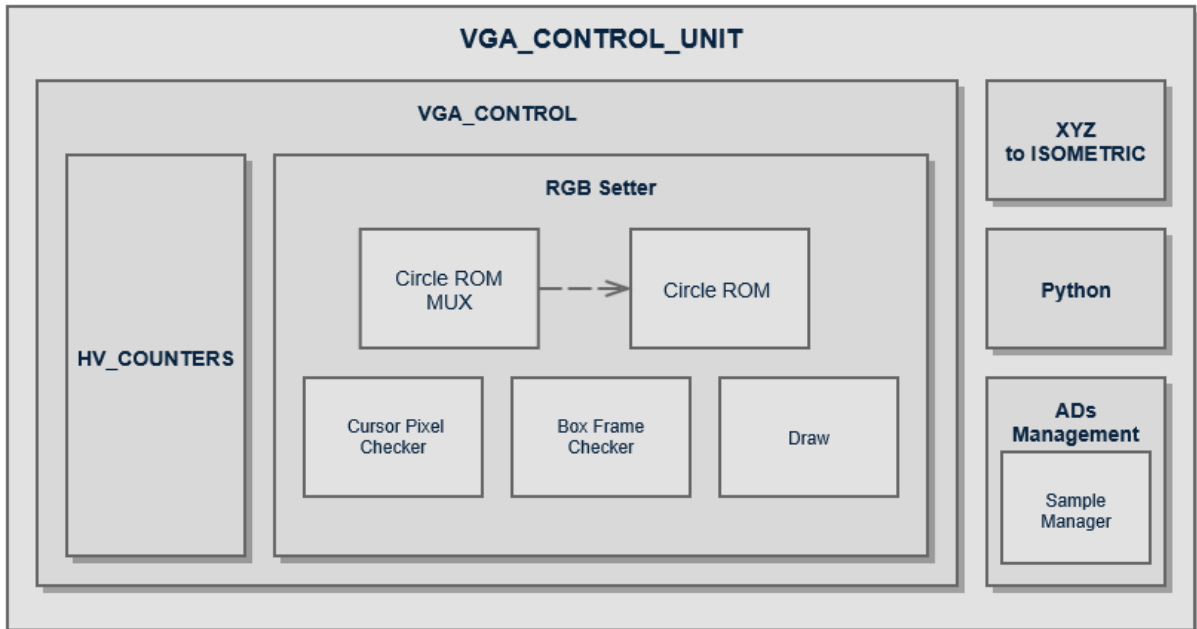 VGA_CONTROL_UNIT
VGA_CONTROL
HV_COUNTERS
RGB Setter
Circle ROM
MUX
Circle ROM
Cursor Pixel
Checker
Box Frame
Checker
Draw
XYZ
to ISOMETRIC
Python
ADs
Management
Sample
Manager